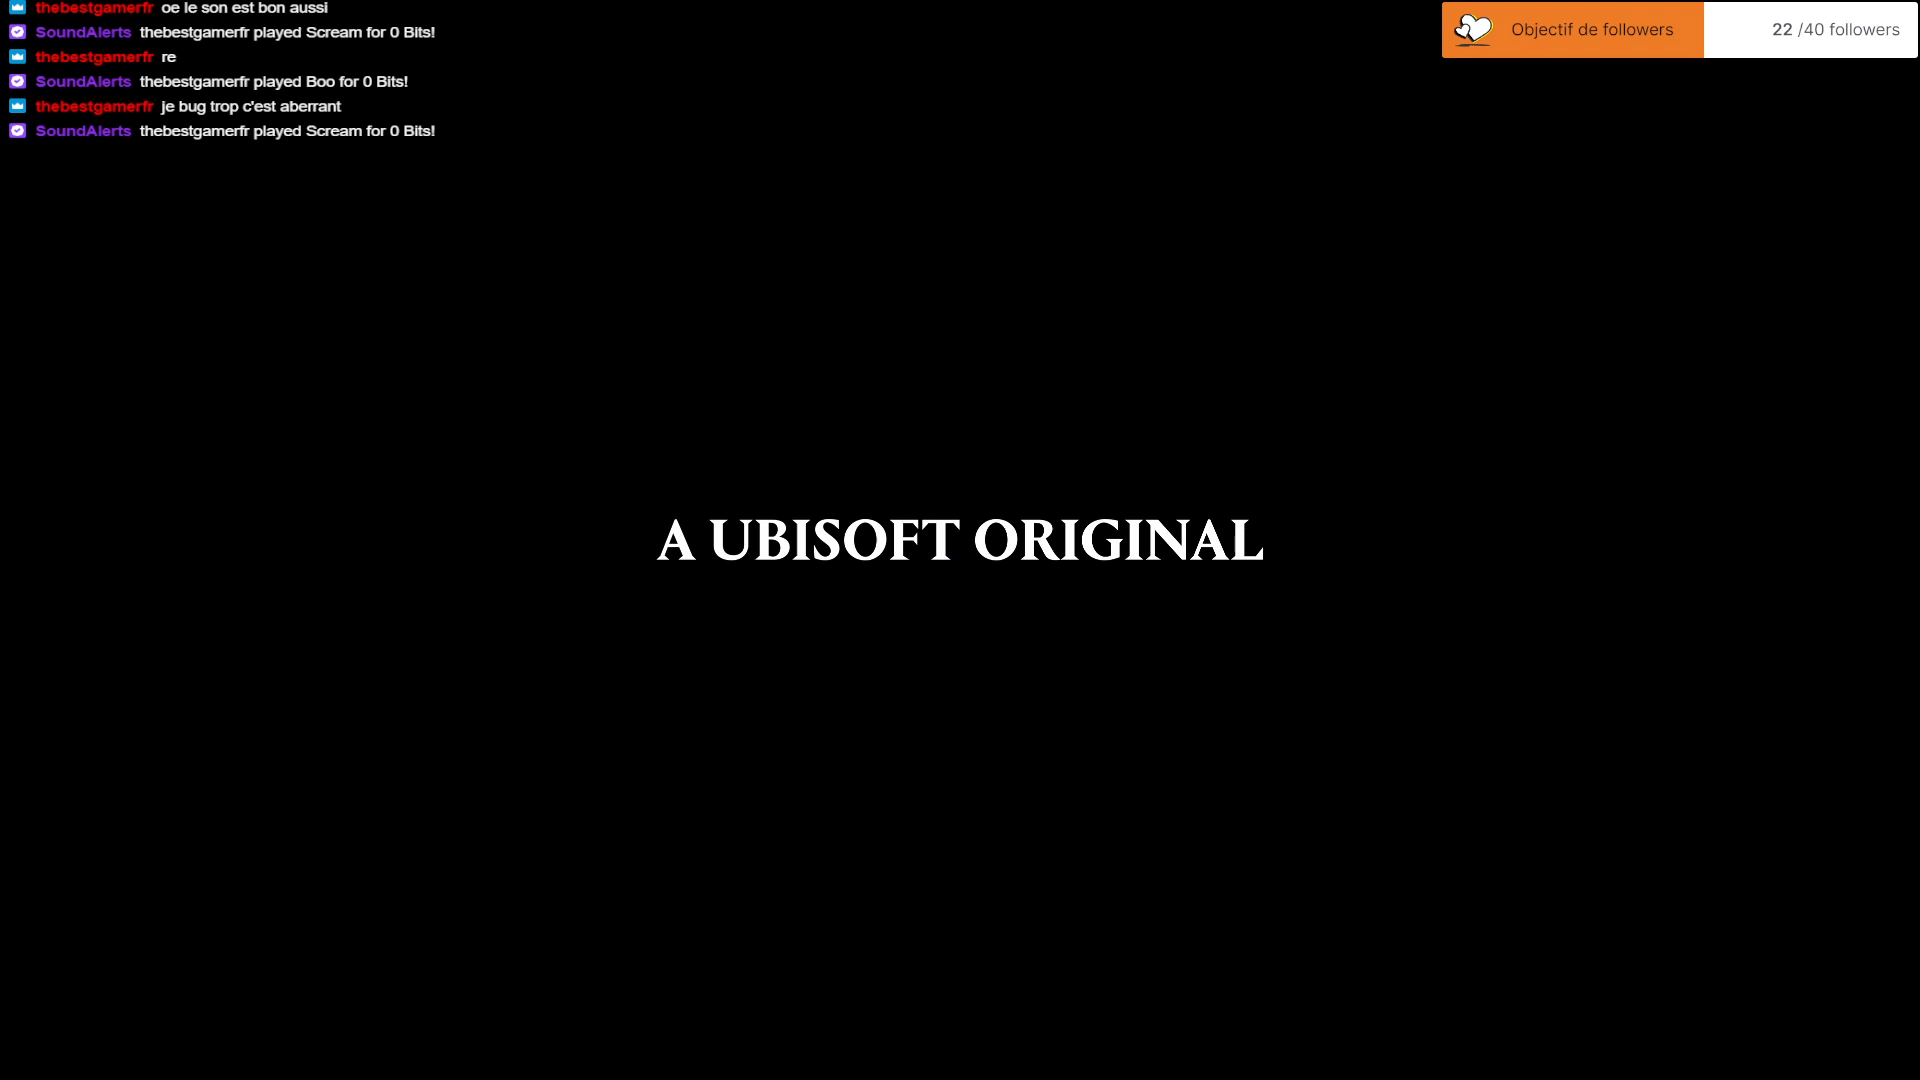 thebestgamerfr oe le son est bon aussi
SoundAlerts thebestgamerfr played Scream for 0 Bits!
thebestgamerfr re
SoundAlerts thebestgamerfr played Boo for 0 Bits!
thebestgamerfr je bug trop c'est aberrant
SoundAlerts thebestgamerfr played Scream for 0 Bits!
Objectif de followers 22 /40 followers
A UBISOFT ORIGINAL